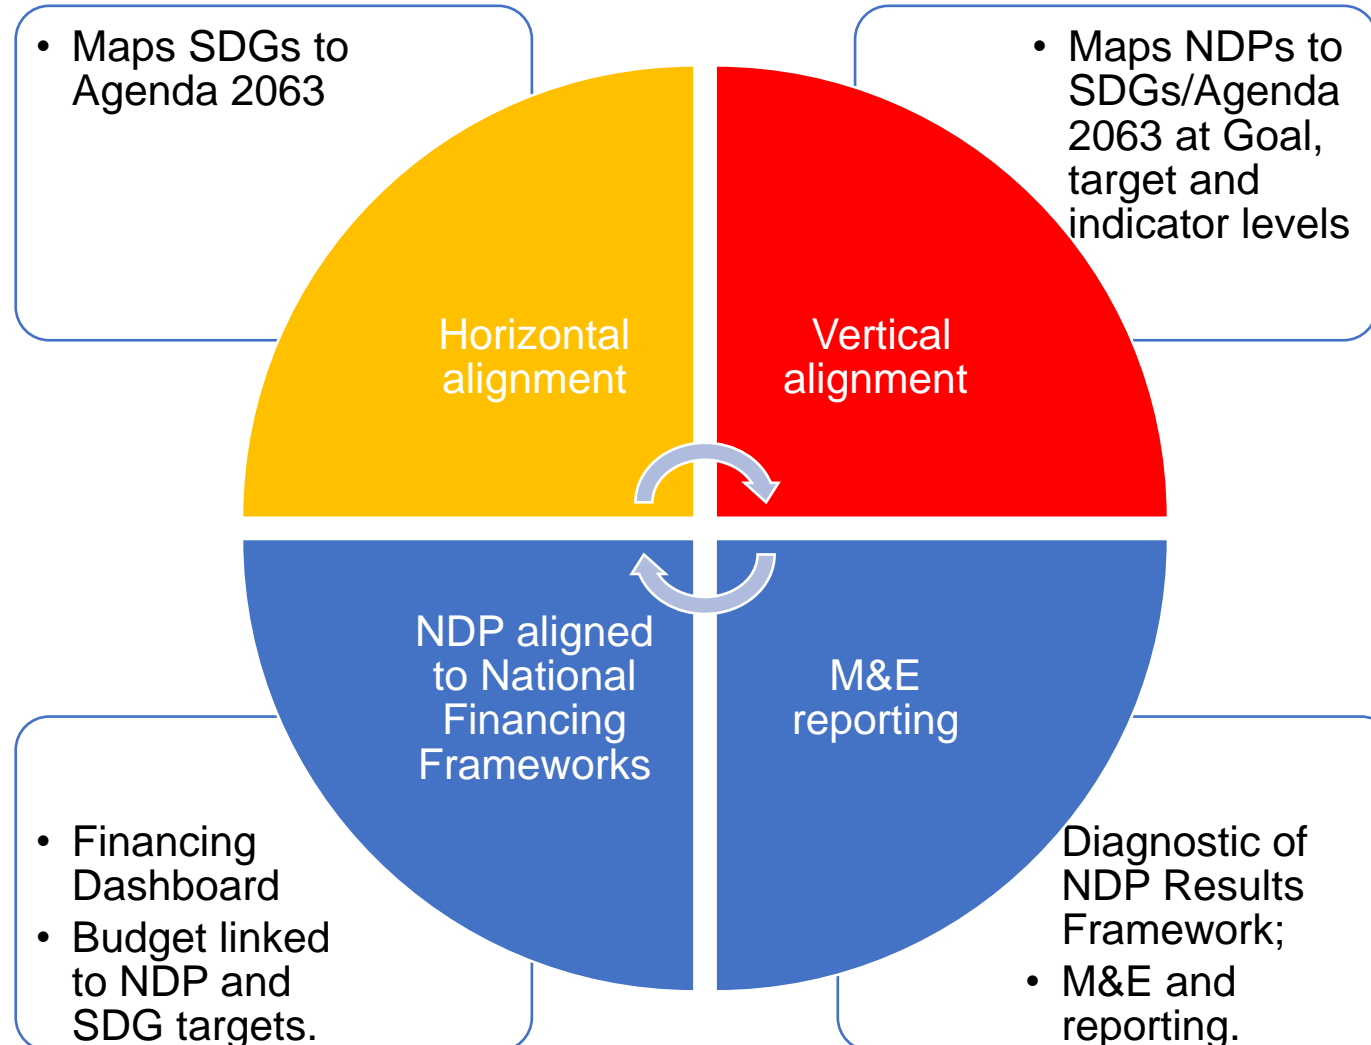 • Maps SDGs to
Agenda 2063
• Maps NDPs to
SDGs/Agenda
2063 at Goal,
target and
indicator levels
Horizontal
alignment
Vertical
alignment
NDP aligned
to National
Financing
Frameworks
M&E
reporting
• Financing
Dashboard
• Budget linked
to NDP and
SDG targets.
Diagnostic of
NDP Results
Framework;
• M&E and
reporting.